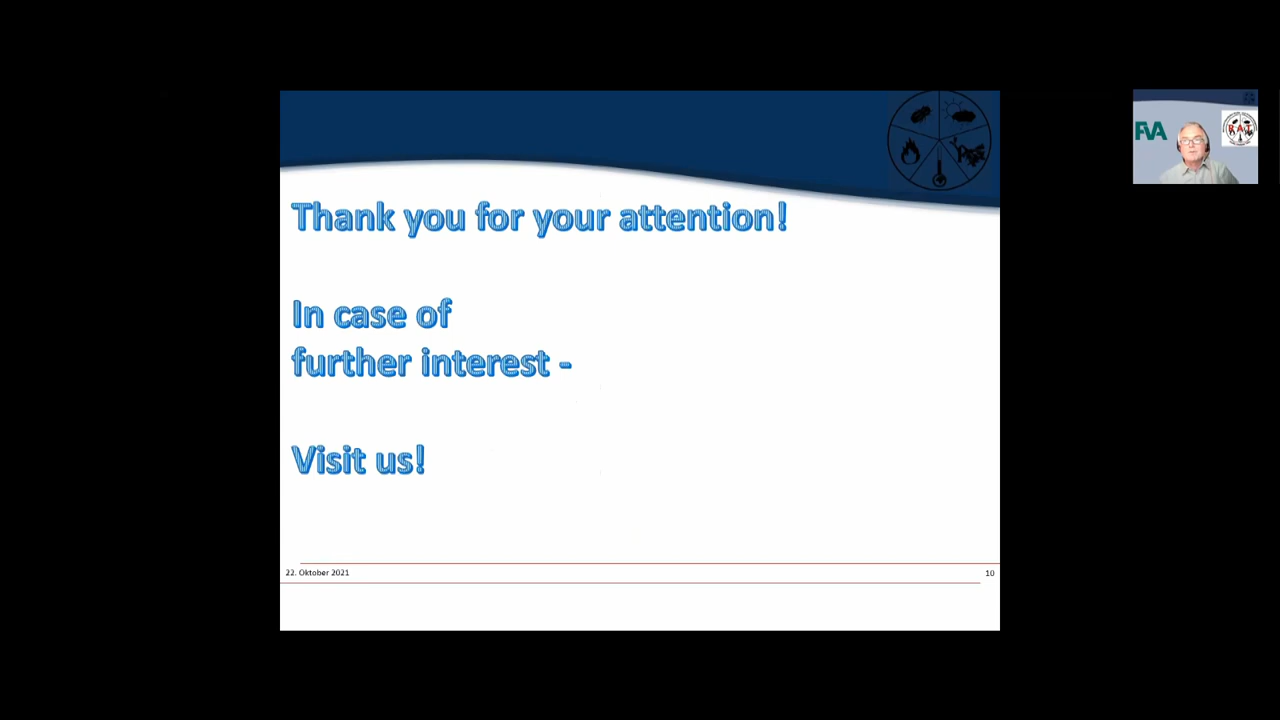 Thank you for your attention!
In case of
further interest -
Visit us!
22. Oktober 2021
10
FVA